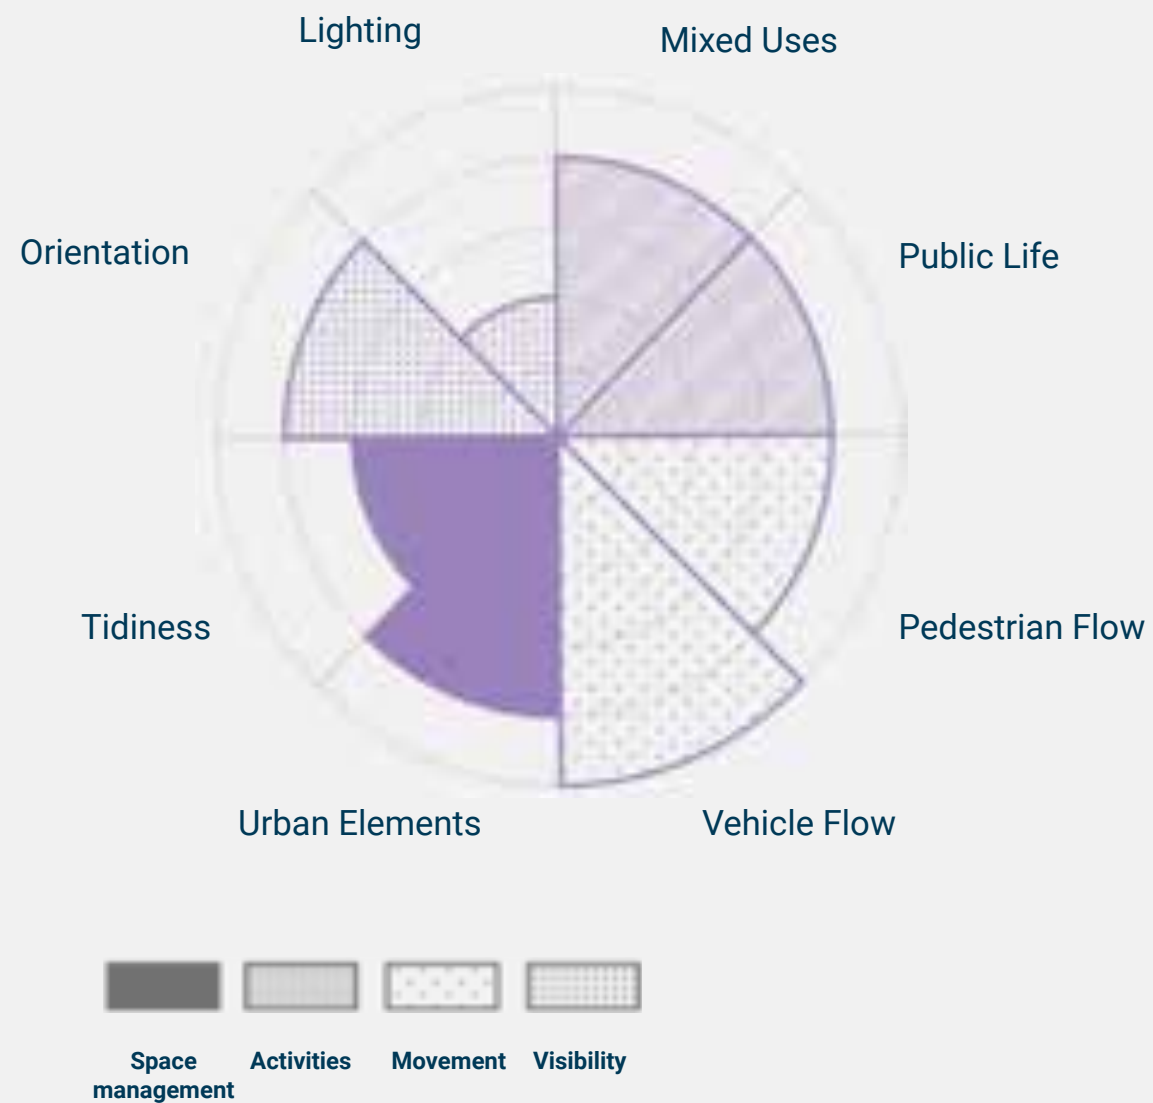 Lighting
Mixed Uses
Orientation
Public Life
Tidiness
Pedestrian Flow
Urban Elements
Vehicle Flow
Space
management
Activities
Movement
Visibility